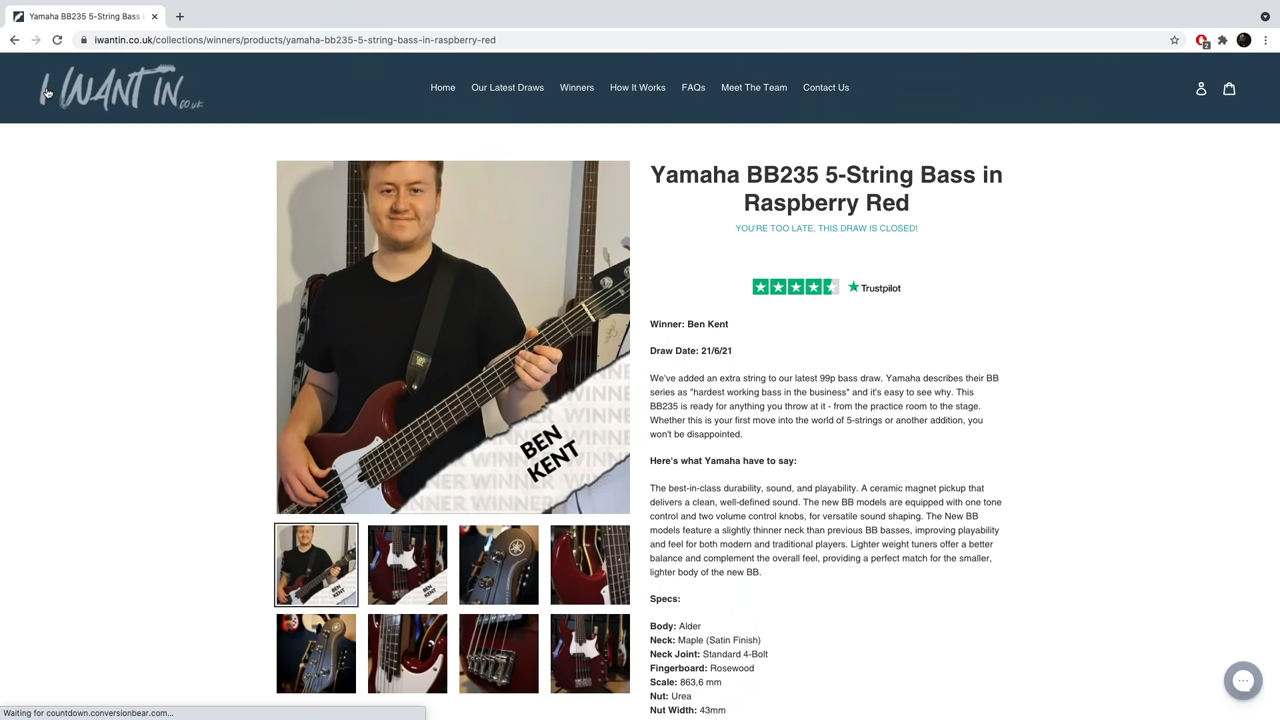 Yamaha BB235 5-String Bass in
iwantin.co.uk/collections/winners/products/yamaha-bb235-5-string-bass-in-raspberry-red
2
I WANT IN.co.uk
Home
Our Latest Draws
Winners
How It Works
FAQs
Meet The Team
Contact Us
Yamaha BB235 5-String Bass in
Raspberry Red
YOU'RE TOO LATE, THIS DRAW IS CLOSED!
Trustpilot
Winner: Ben Kent
Draw Date: 21/6/21
We've added an extra string to our latest 99p bass draw. Yamaha describes their BB
series as "hardest working bass in the business" and it's easy to see why. This
BB235 is ready for anything you throw at it - from the practice room to the stage.
Whether this is your first move into the world of 5-strings or another addition, you
won't be disappointed.
Here's what Yamaha have to say:
The best-in-class durability, sound, and playability. A ceramic magnet pickup that
delivers a clean, well-defined sound. The new BB models are equipped with one tone
control and two volume control knobs, for versatile sound shaping. The New BB
models feature a slightly thinner neck than previous BB basses, improving playability
and feel for both modern and traditional players. Lighter weight tuners offer a better
balance and complement the overall feel, providing a perfect match for the smaller,
lighter body of the new BB.
Specs:
Body: Alder
Neck: Maple (Satin Finish)
Neck Joint: Standard 4-Bolt
Fingerboard: Rosewood
Scale: 863,6 mm
Nut: Urea
Nut Width: 43mm
WINNER
BEN
KENT
WINNER WINNER
BEN
KENT
BEN
KENT
Waiting for countdown.conversionbear.com...